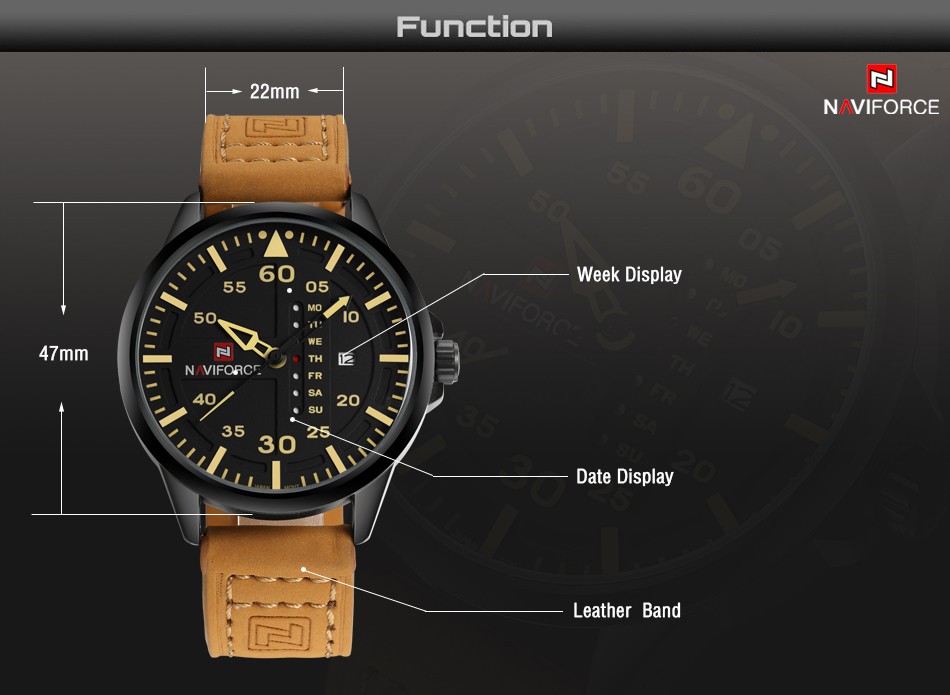 Function
22mm
NAVIFORCE
60
55
05
50
10
MO
TU
WE
TH
FR
SA
SU
12
NAVIFORCE
40
20
35
25
30
47mm
Week Display
Date Display
Leather Band